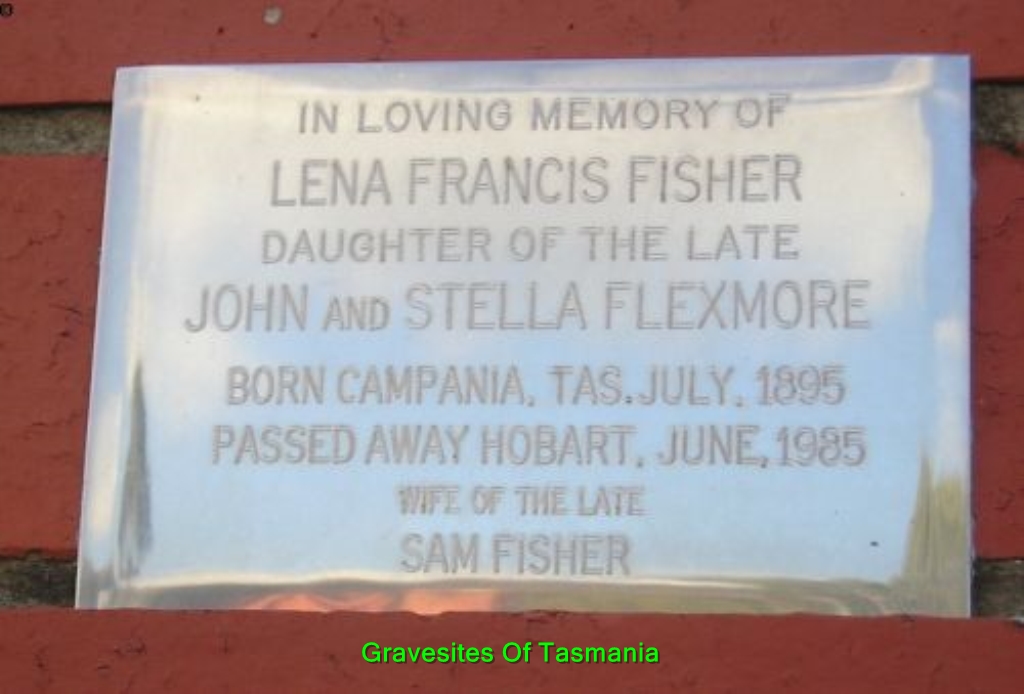 IN LOVING MEMORY OF
LENA FRANCIS FISHER
DAUGHTER OF THE LATE
JOHN AND STELLA FLEXMORE
BORN CAMPANIA, TAS. JULY, 1895
PASSED AWAY HOBART, JUNE, 1985
WIFE OF THE LATE
SAM FISHER
Gravesites Of Tasmania